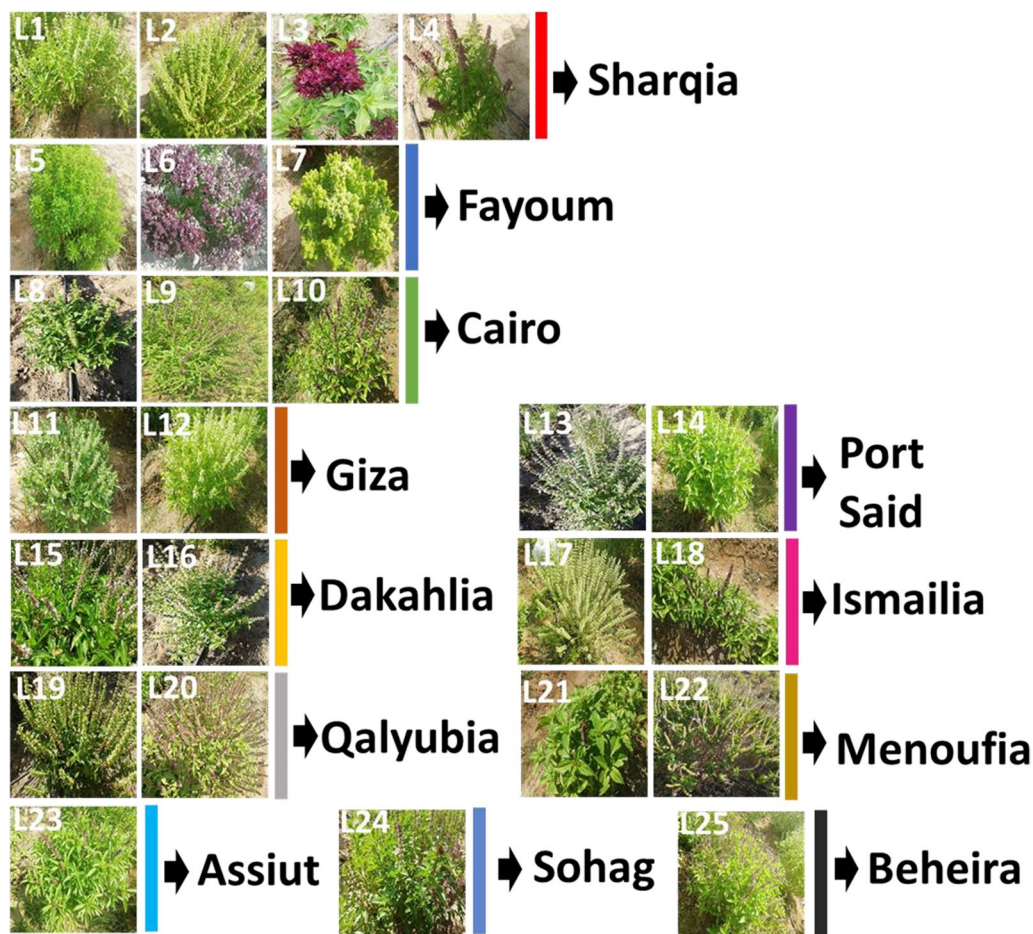 L1 L2 L3 L4 Sharqia
L5 L6 L7 Fayoum
L8 L9 L10 Cairo
L11 L12 Giza
L13 L14 Port
Said
L15 L16 Dakahlia
L17 L18 Ismailia
L19 L20 Qalyubia
L21 L22 Menoufia
L23 Assiut
L24 Sohag
L25 Beheira